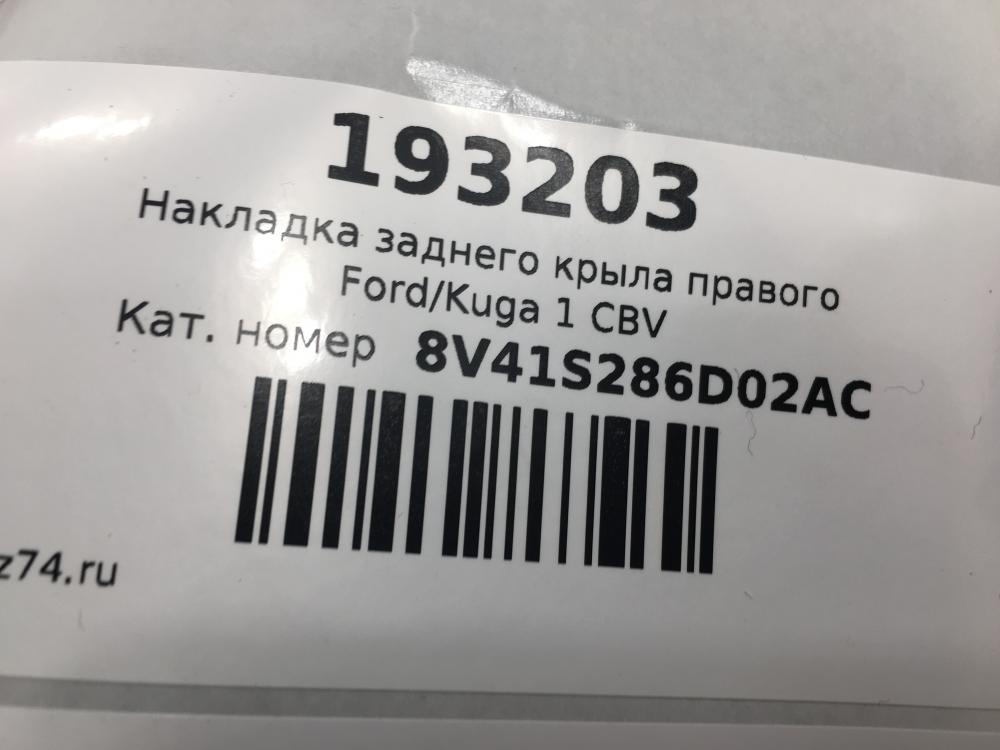 193203
Накладка заднего крыла правого
Ford/Kuga 1 CBV
Кат. номер 8V41S286D02AC
z74.ru